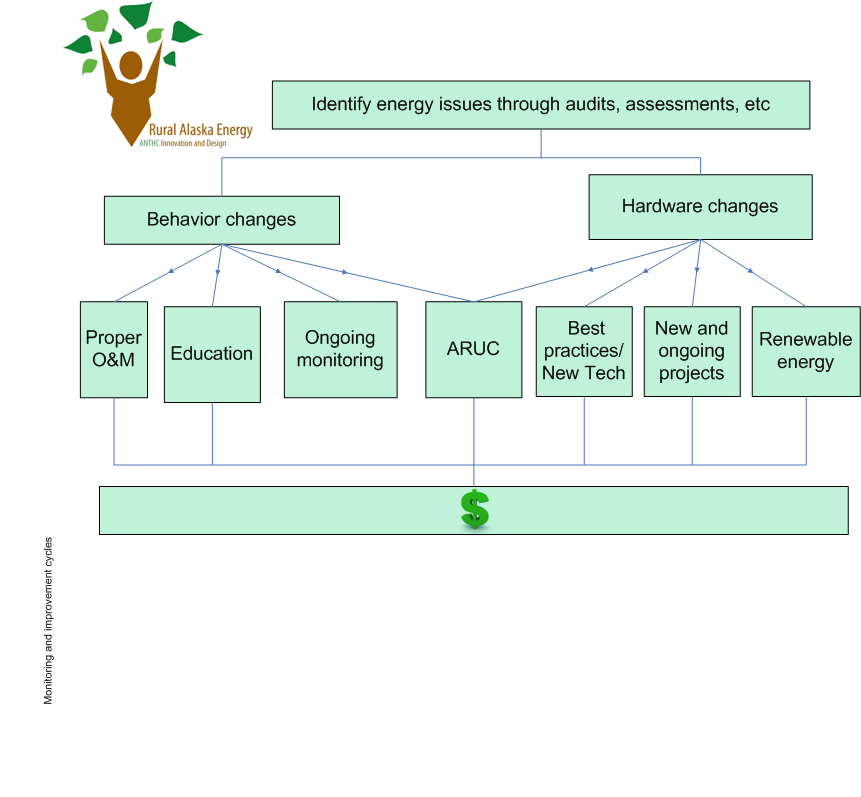 Rural Alaska Energy
ANTHC Innovation and Design
Identify energy issues through audits, assessments, etc
Behavior changes
Hardware changes
Proper
O&M
Education
Ongoing
monitoring
ARUC
Best
practices/
New Tech
New and
ongoing
projects
Renewable
energy
$
Monitoring and improvement cycles